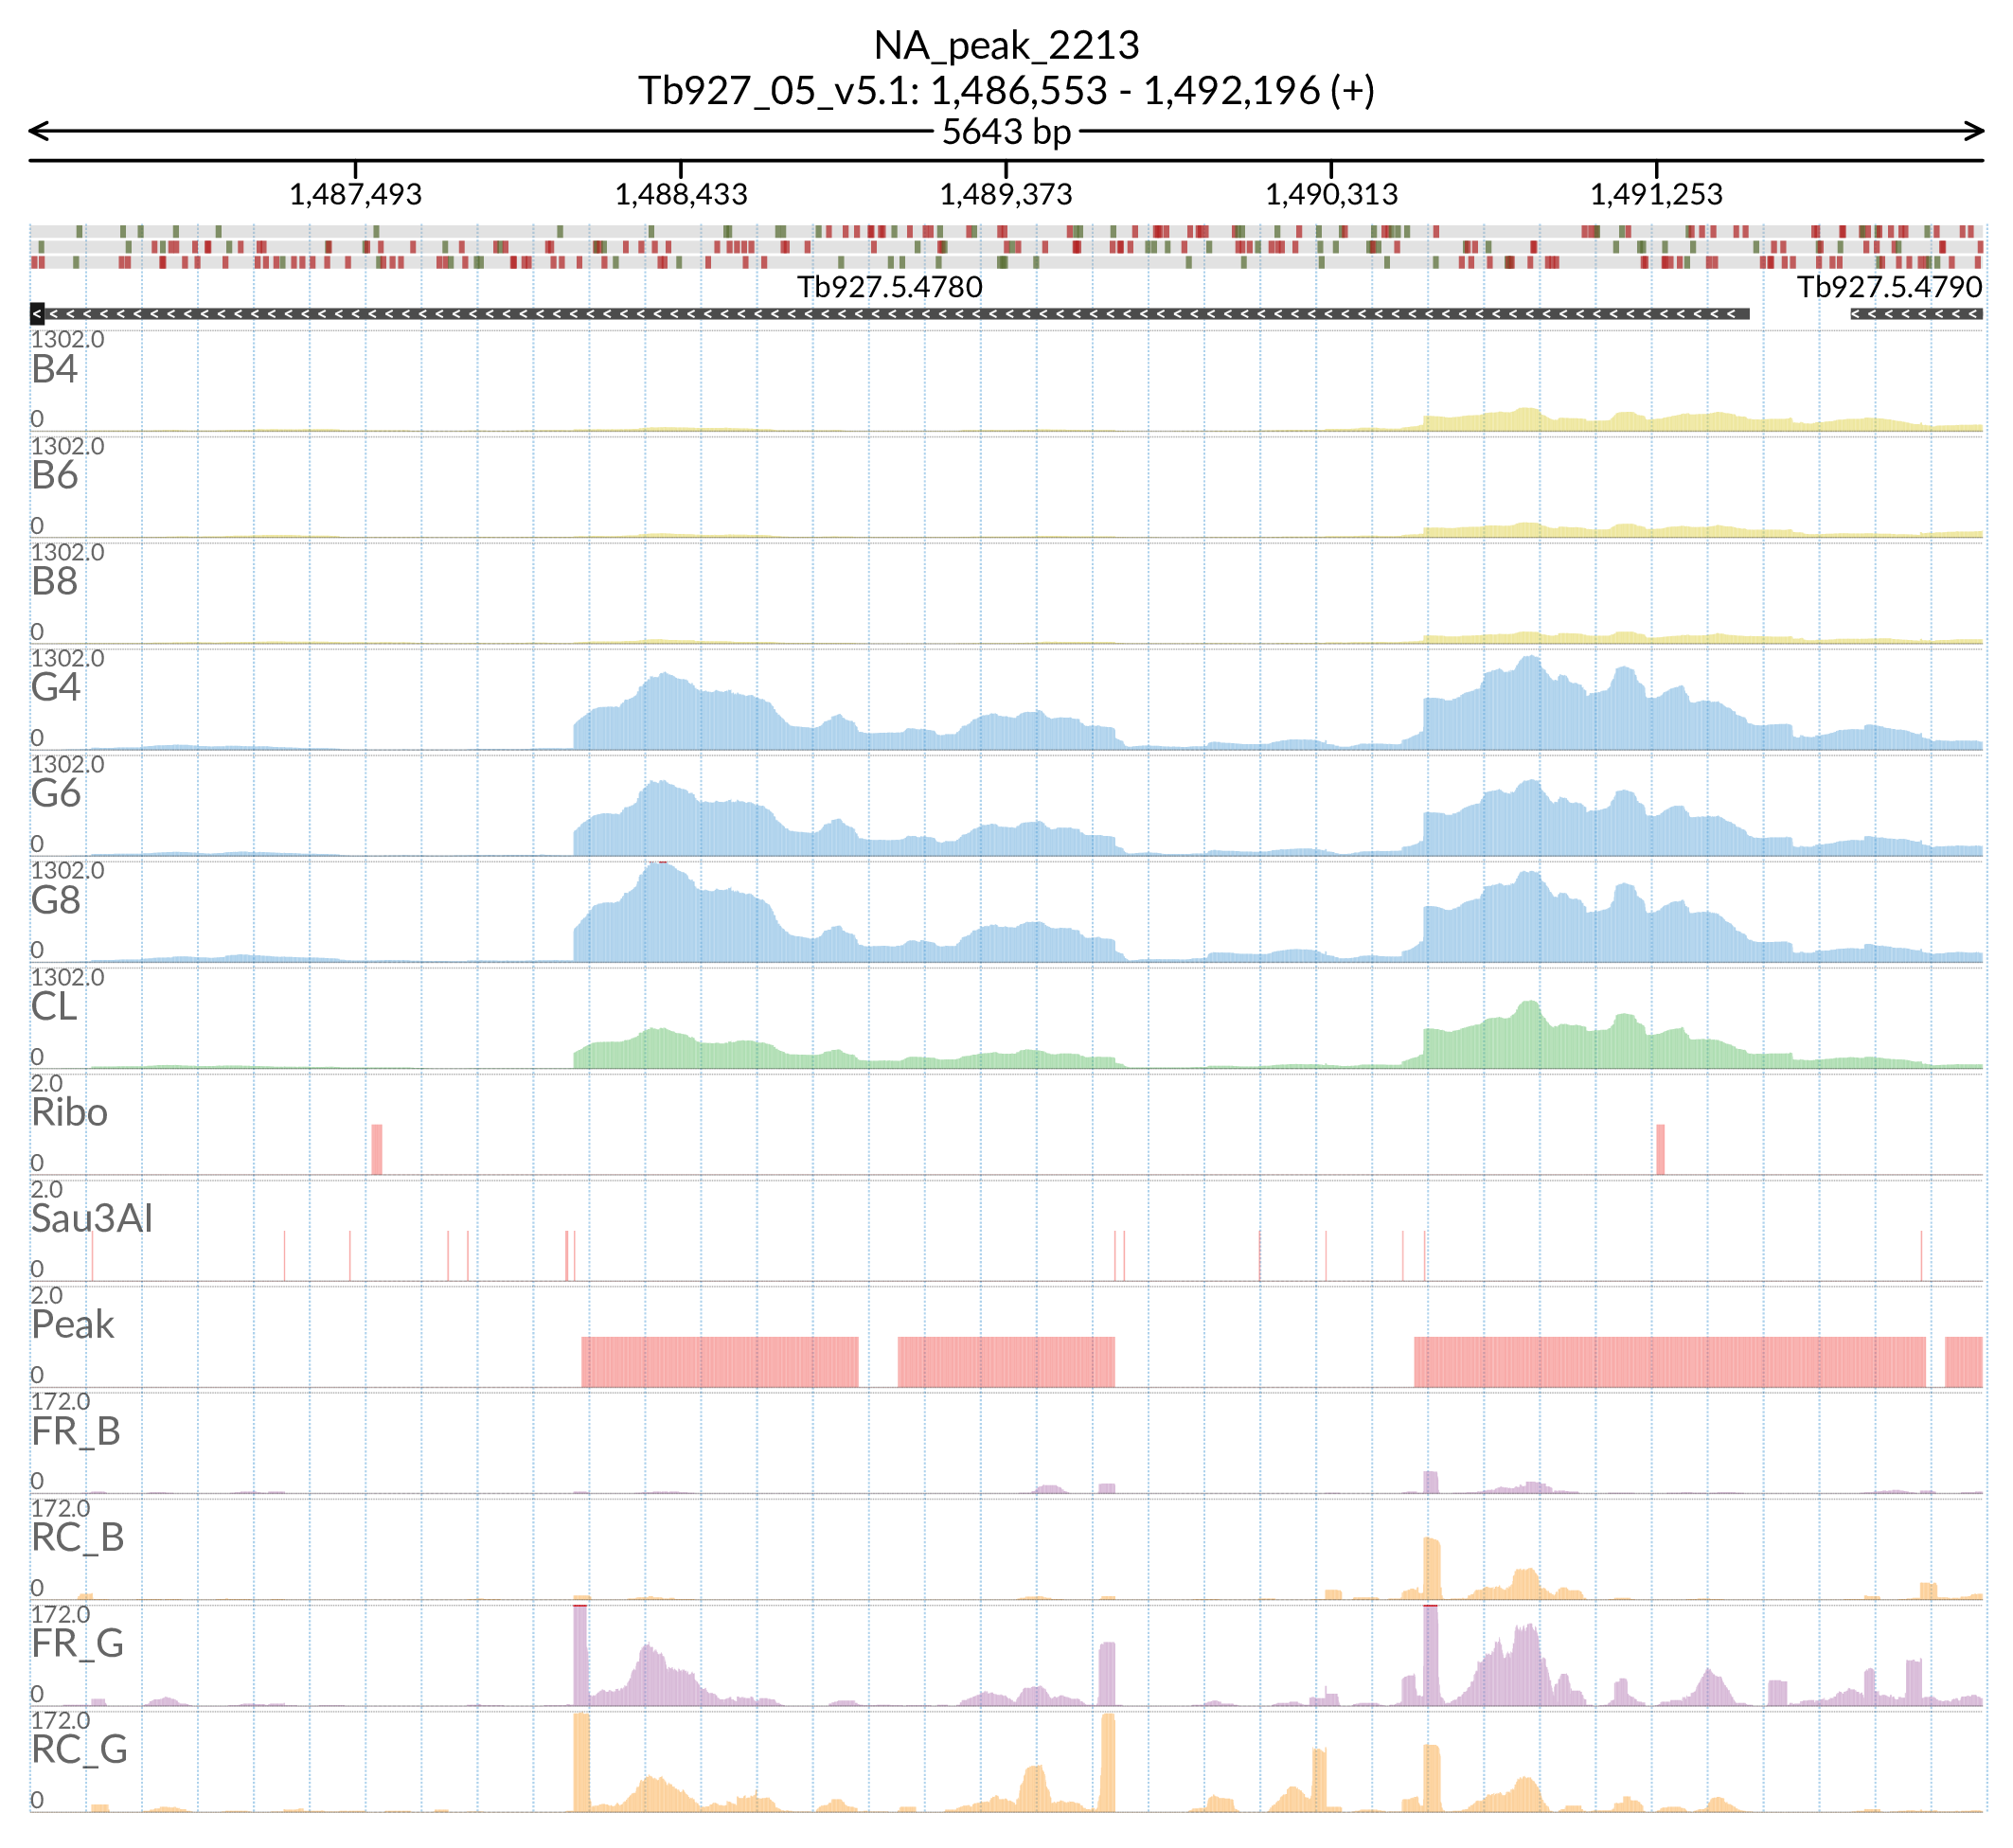 NA_peak_2213
Tb927_05_v5.1: 1,486,553 - 1,492,196 (+)
5643 bp
1,487,493 1,488,433 1,489,373 1,490,313 1,491,253
Tb927.5.4780 Tb927.5.4790
1302.0
B4
0
1302.0
B6
0
1302.0
B8
0
1302.0
G4
0
1302.0
G6
0
1302.0
G8
0
1302.0
CL
0
2.0
Ribo
0
2.0
Sau3AI
0
2.0
Peak
0
172.0
FR_B
0
172.0
RC_B
0
172.0
FR_G
0
172.0
RC_G
0